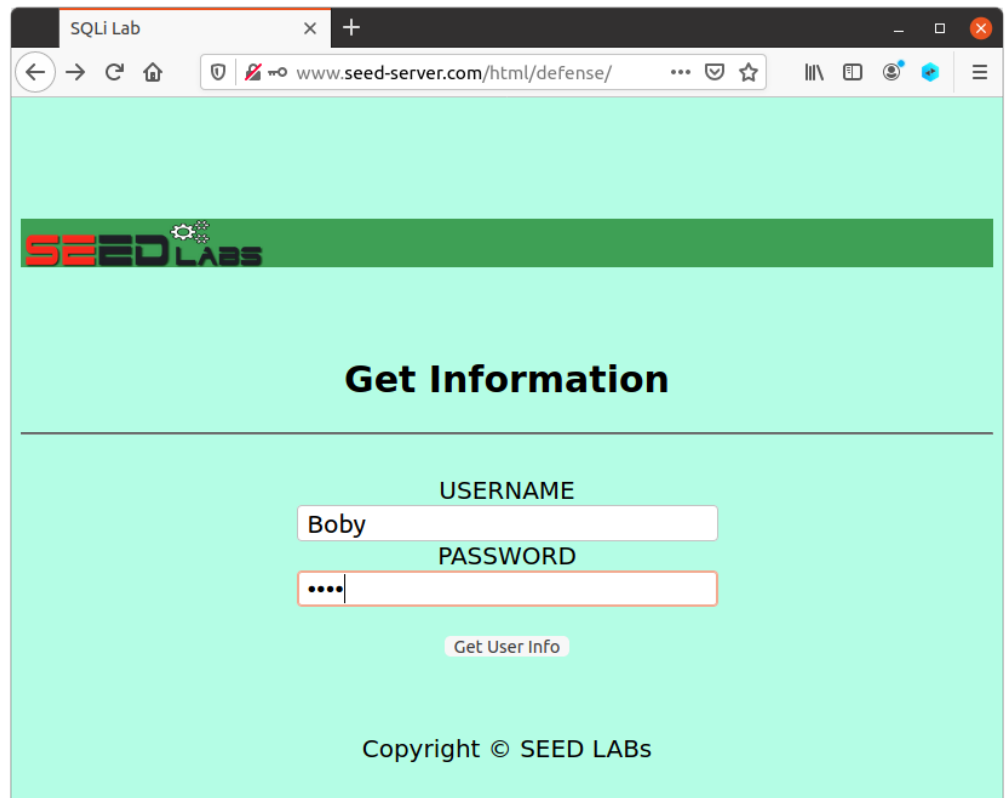 SQLi Lab
www.seed-server.com/html/defense/
SEED LABS
Get Information
USERNAME
Boby
PASSWORD
••••
Get User Info
Copyright © SEED LABs